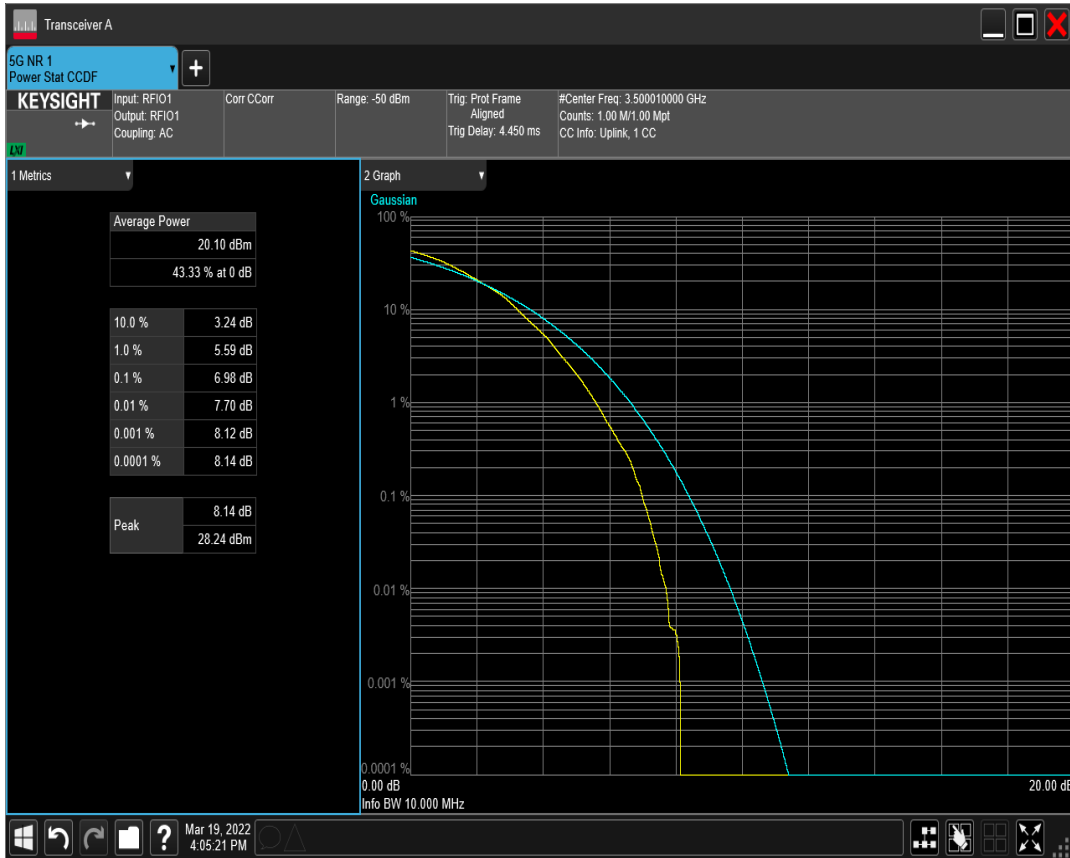 Transceiver A
5G NR 1
Power Stat CCDF
KEYSIGHT
LXI
Input: RFIO1
Output: RFIO1
Coupling: AC
Corr CCorr
Range: -50 dBm
Trig: Prot Frame
Aligned
Trig Delay: 4.450 ms
#Center Freq: 3.500010000 GHz
Counts: 1.00 M/1.00 Mpt
CC Info: Uplink, 1 CC
1 Metrics
Average Power
20.10 dBm
43.33 % at 0 dB
10.0 % 3.24 dB
1.0 % 5.59 dB
0.1 % 6.98 dB
0.01 % 7.70 dB
0.001 % 8.12 dB
0.0001 % 8.14 dB
Peak
8.14 dB
28.24 dBm
2 Graph
Gaussian
100 %
10 %
1 %
0.1 %
0.01 %
0.001 %
0.0001 %
0.00 dB 20.00 dB
Info BW 10.000 MHz
?
Mar 19, 2022
4:05:21 PM